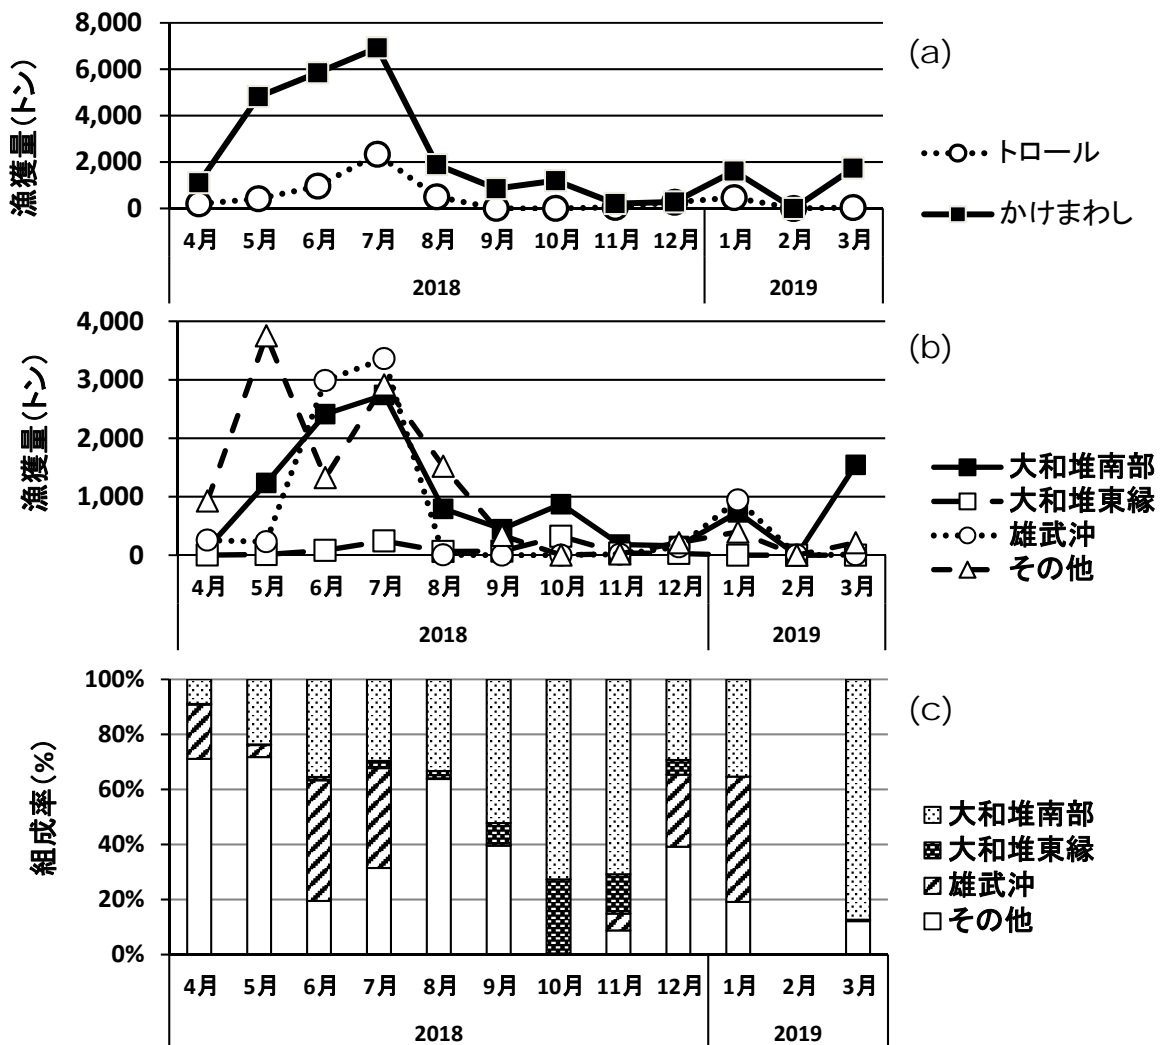 8,000
6,000
4,000
2,000
0
漁獲量(トン)
4月 5月 6月 7月 8月 9月 10月 11月 12月 1月 2月 3月
2018 2019
(a)
トロール
かけまわし
4,000
3,000
2,000
1,000
0
漁獲量(トン)
4月 5月 6月 7月 8月 9月 10月 11月 12月 1月 2月 3月
2018 2019
(b)
大和堆南部
大和堆東縁
雄武沖
その他
100%
80%
60%
40%
20%
0%
組成率(%)
4月 5月 6月 7月 8月 9月 10月 11月 12月 1月 2月 3月
2018 2019
(c)
大和堆南部
大和堆東縁
雄武沖
その他